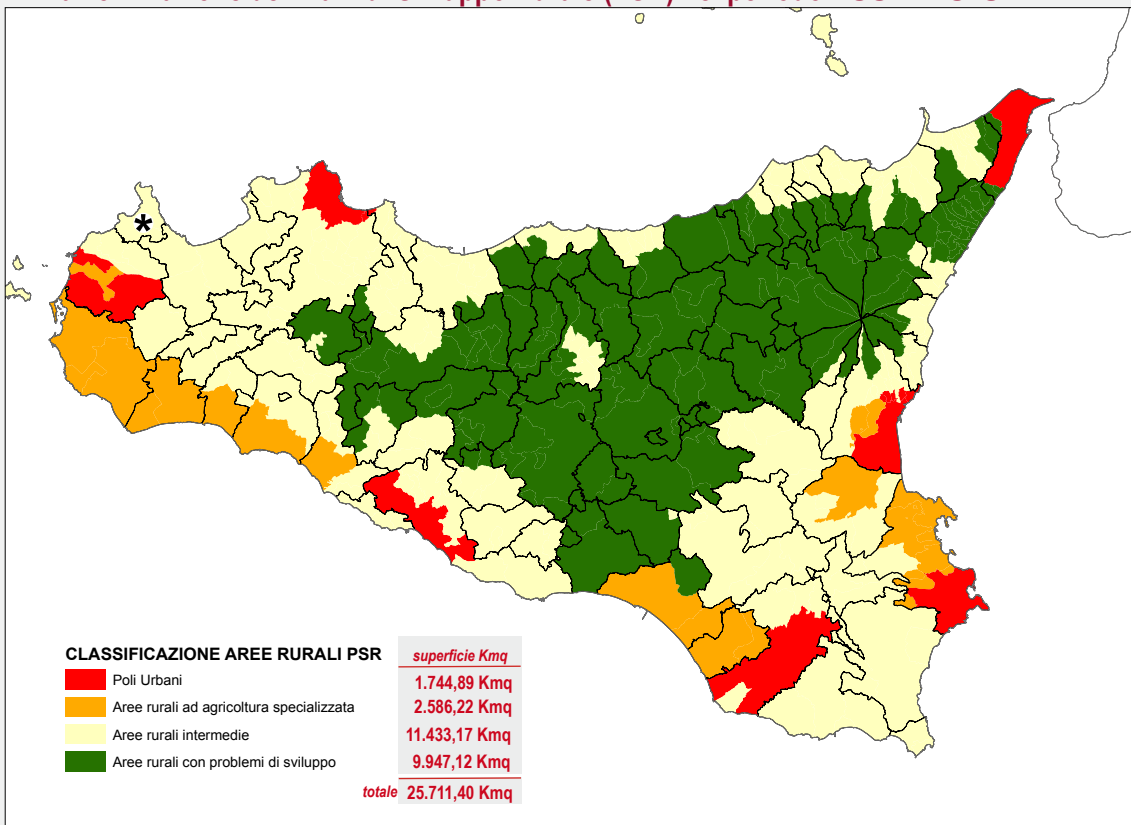 CLASSIFICAZIONE AREE RURALI PSR
superficie Kmq
Poli Urbani
1.744,89 Kmq
Aree rurali ad agricoltura specializzata
2.586,22 Kmq
Aree rurali intermedie
11.433,17 Kmq
Aree rurali con problemi di sviluppo
9.947,12 Kmq
totale 25.711,40 Kmq
*